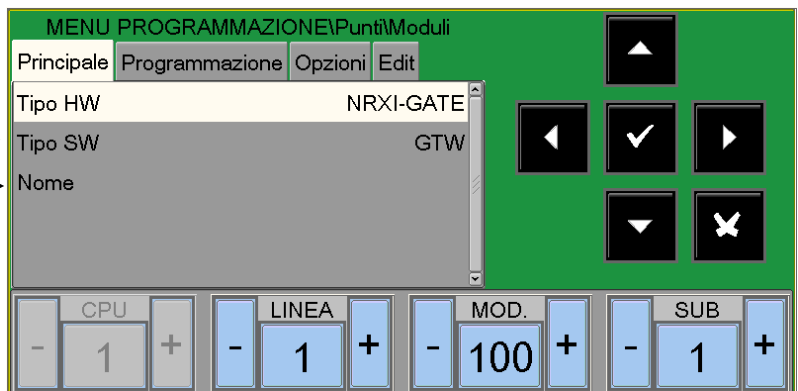 MENU PROGRAMMAZIONE\Punti\Moduli
Principale Programmazione Opzioni Edit
Tipo HW NRXI-GATE
Tipo SW GTW
Nome
CPU LINEA MOD. SUB
- 1 + - 1 + - 100 + - 1 +